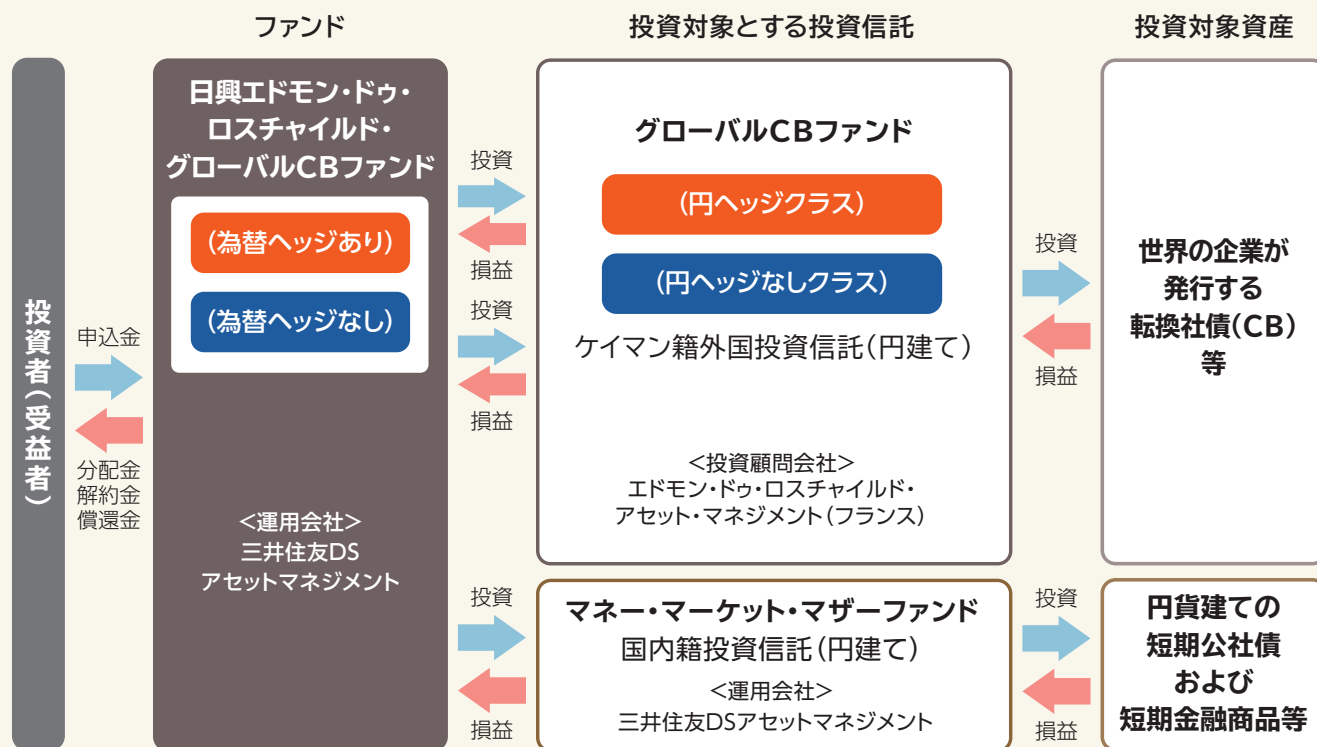 ファンド
投資対象とする投資信託
投資対象資産
投資者(受益者)
申込金
分配金
解約金
償還金
日興エドモン・ドゥ・
ロスチャイルド・
グローバルCBファンド
(為替ヘッジあり)
(為替ヘッジなし)
<運用会社>
三井住友DS
アセットマネジメント
投資
損益
投資
損益
投資
損益
グローバルCBファンド
(円ヘッジクラス)
(円ヘッジなしクラス)
ケイマン籍外国投資信託(円建て)
<投資顧問会社>
エドモン・ドゥ・ロスチャイルド・
アセット・マネジメント(フランス)
マネー・マーケット・マザーファンド
国内籍投資信託(円建て)
<運用会社>
三井住友DSアセットマネジメント
投資
損益
投資
損益
世界の企業が
発行する
転換社債(CB)
等
円貨建ての
短期公社債
および
短期金融商品等